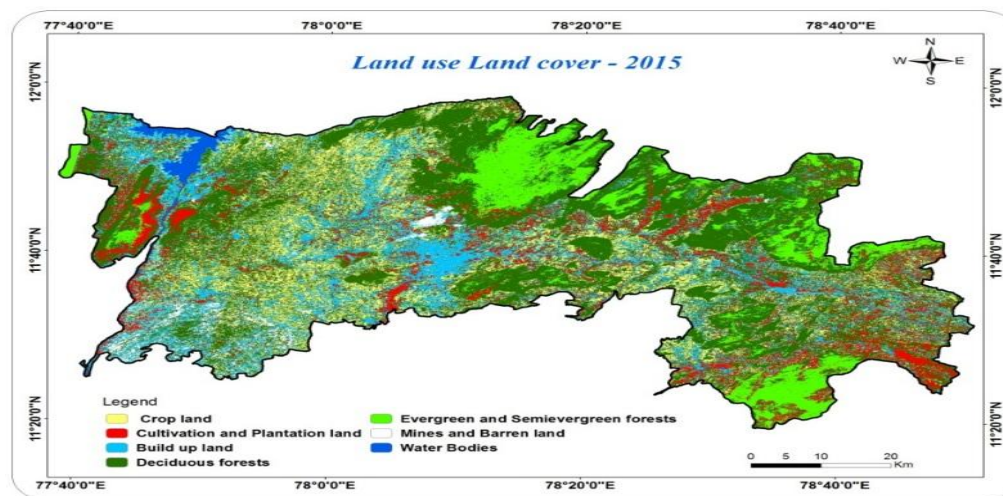 77°40'0"E 78°0'0"E 78°20'0"E 78°40'0"E
Land use Land cover - 2015
N
W E
S
12°0'0"N 12°0'0"N
11°40'0"N 11°40'0"N
11°20'0"N 11°20'0"N
Legend
Crop land
Cultivation and Plantation land
Build up land
Deciduous forests
Evergreen and Semievergreen forests
Mines and Barren land
Water Bodies
0 5 10 20
Km
77°40'0"E 78°0'0"E 78°20'0"E 78°40'0"E